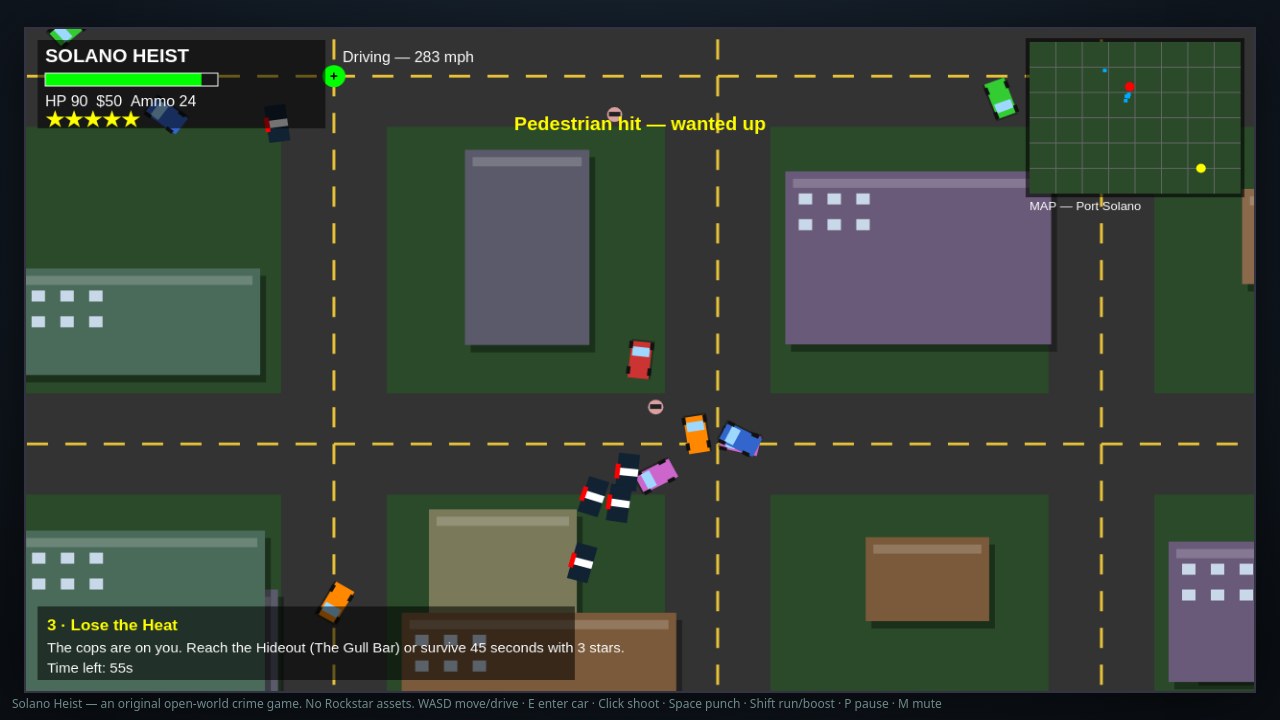 SOLANO HEIST
Driving — 283 mph
HP 90 $50 Ammo 24
★★★★★
Pedestrian hit — wanted up
MAP — Port Solano
3 · Lose the Heat
The cops are on you. Reach the Hideout (The Gull Bar) or survive 45 seconds with 3 stars.
Time left: 55s
Solano Heist — an original open-world crime game. No Rockstar assets. WASD move/drive · E enter car · Click shoot · Space punch · Shift run/boost · P pause · M mute